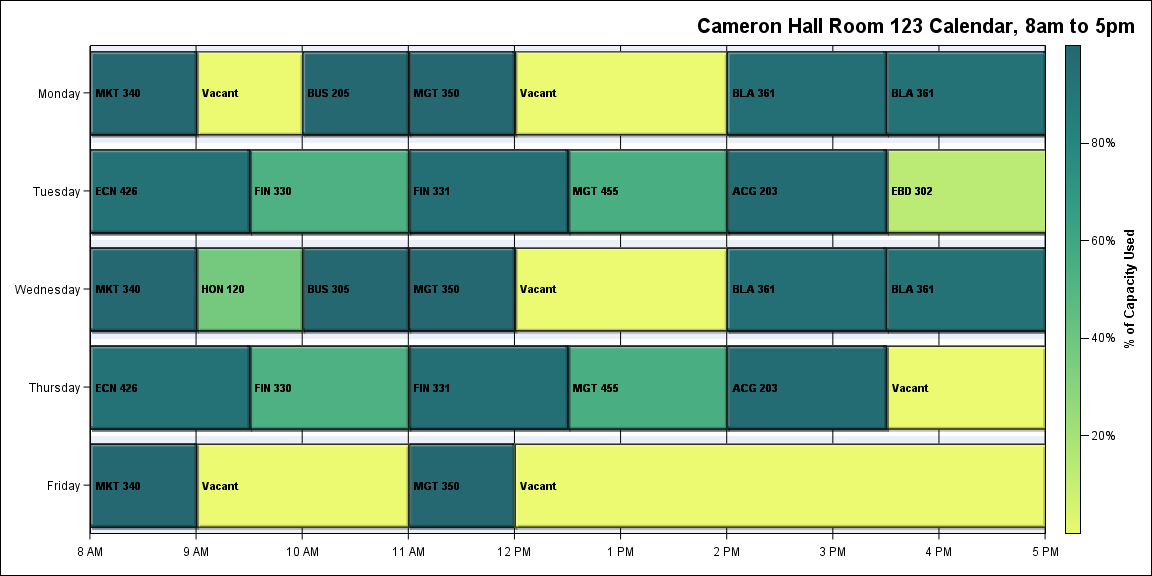 Cameron Hall Room 123 Calendar, 8am to 5pm
Monday MKT 340 Vacant BUS 205 MGT 350 Vacant BLA 361 BLA 361
Tuesday ECN 426 FIN 330 FIN 331 MGT 455 ACG 203 EBD 302
Wednesday MKT 340 HON 120 BUS 305 MGT 350 Vacant BLA 361 BLA 361
Thursday ECN 426 FIN 330 FIN 331 MGT 455 ACG 203 Vacant
Friday MKT 340 Vacant MGT 350 Vacant
8 AM 9 AM 10 AM 11 AM 12 PM 1 PM 2 PM 3 PM 4 PM 5 PM
80%
60%
40%
20%
% of Capacity Used